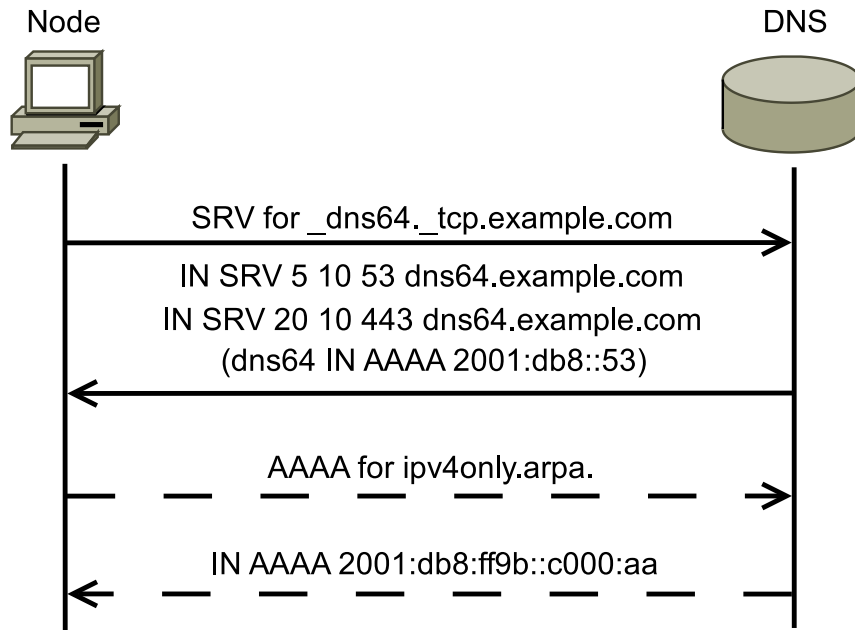 Node
DNS
SRV for _dns64._tcp.example.com
IN SRV 5 10 53 dns64.example.com
IN SRV 20 10 443 dns64.example.com
(dns64 IN AAAA 2001:db8::53)
AAAA for ipv4only.arpa.
IN AAAA 2001:db8:ff9b::c000:aa